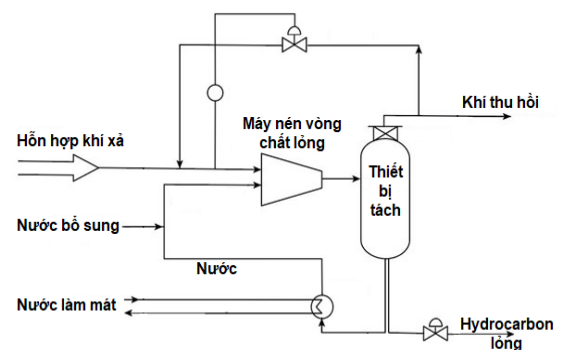 Khí thu hồi
Máy nén vòng
chất lỏng
Hỗn hợp khí xả
Thiết
bị
tách
Nước bổ sung
Nước
Nước làm mát
Hydrocarbon
lỏng